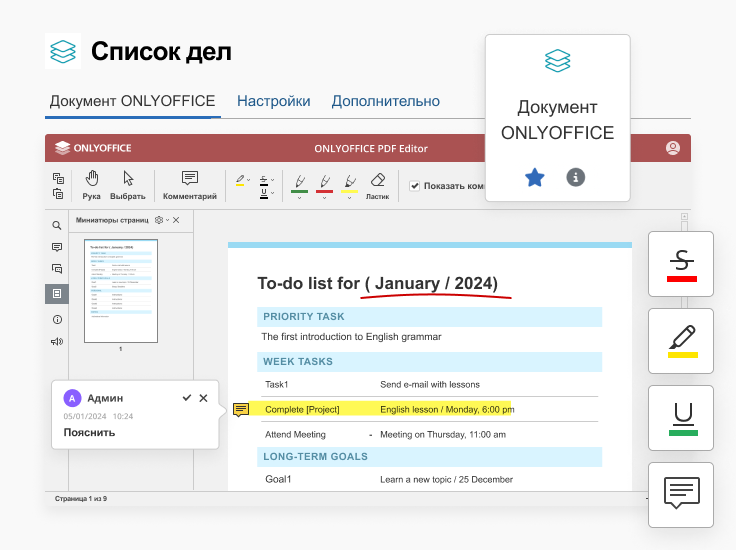 Список дел
Документ ONLYOFFICE
Настройки
Дополнительно
Документ
ONLYOFFICE
ONLYOFFICE
ONLYOFFICE PDF Editor
Рука
Выбрать
Комментарий
Ластик
Показать ком
Миниатюры страниц
1
To-do list for ( January / 2024)
PRIORITY TASK
The first introduction to English grammar
WEEK TASKS
Task1 Send e-mail with lessons
Complete [Project] English lesson / Monday, 6:00 pm
Attend Meeting - Meeting on Thursday, 11:00 am
LONG-TERM GOALS
Goal1 Learn a new topic / 25 December
A Админ
05/01/2024 10:24
Пояснить
Страница 1 из 9
S
U